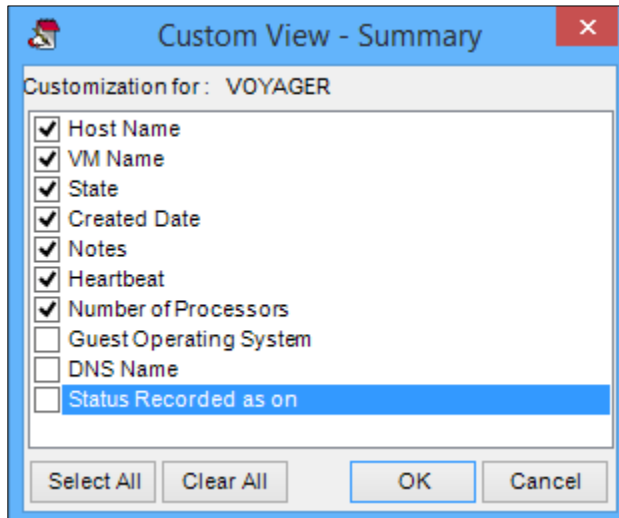 Custom View - Summary
Customization for : VOYAGER
Host Name
VM Name
State
Created Date
Notes
Heartbeat
Number of Processors
Guest Operating System
DNS Name
Status Recorded as on
Select All Clear All OK Cancel